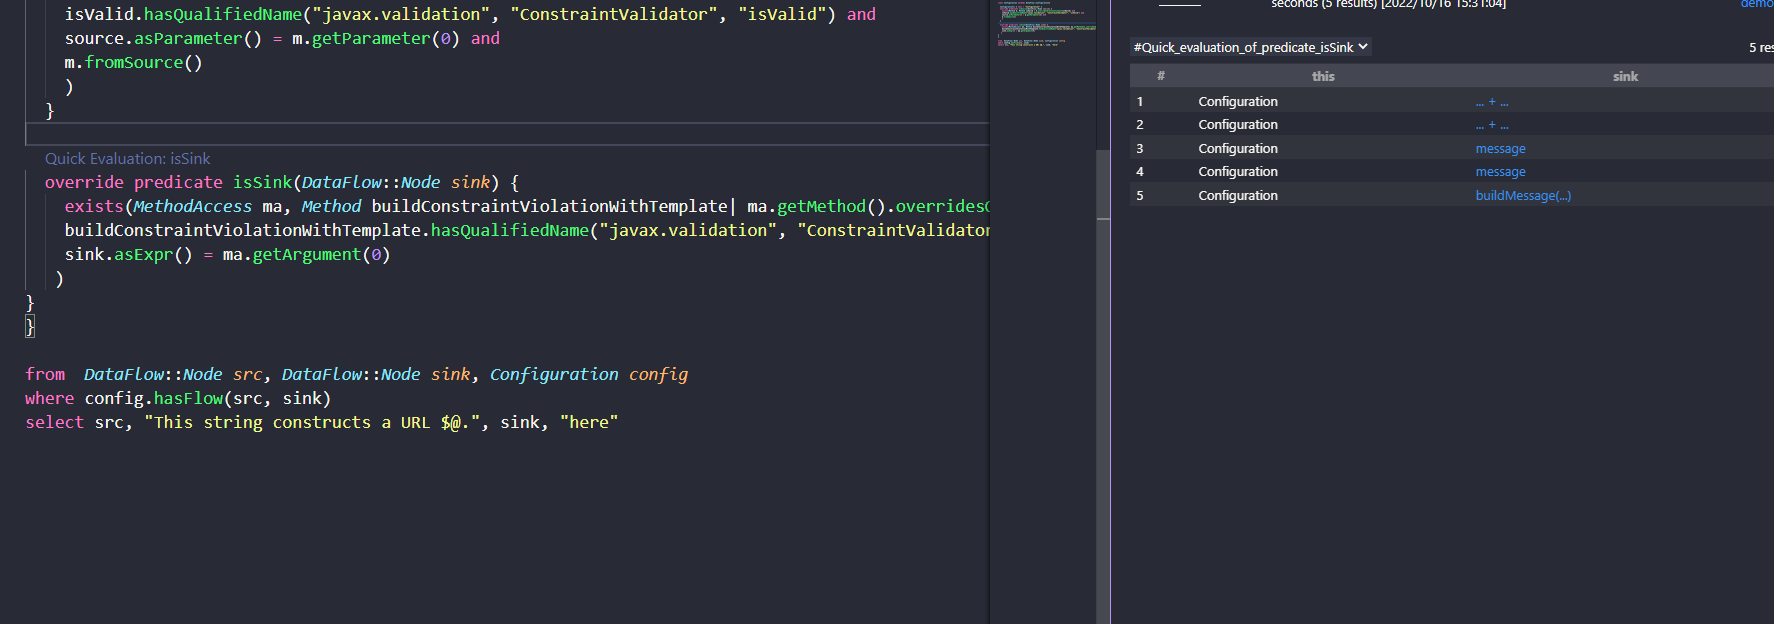 isValid.hasQualifiedName("javax.validation", "ConstraintValidator", "isValid") and
source.asParameter() = m.getParameter(0) and
m.fromSource()
)
}
Quick Evaluation: isSink
override predicate isSink(DataFlow::Node sink) {
exists(MethodAccess ma, Method buildConstraintViolationWithTemplate| ma.getMethod().overrides
buildConstraintViolationWithTemplate.hasQualifiedName("javax.validation", "ConstraintValidator
sink.asExpr() = ma.getArgument(0)
)
}
}
from DataFlow::Node src, DataFlow::Node sink, Configuration config
where config.hasFlow(src, sink)
select src, "This string constructs a URL $@.", sink, "here"
seconds (5 results) [2022/10/16 15:31:04]
demo
#Quick_evaluation_of_predicate_isSink
5 res
# this sink
1 Configuration ... + ...
2 Configuration ... + ...
3 Configuration message
4 Configuration message
5 Configuration buildMessage(...)